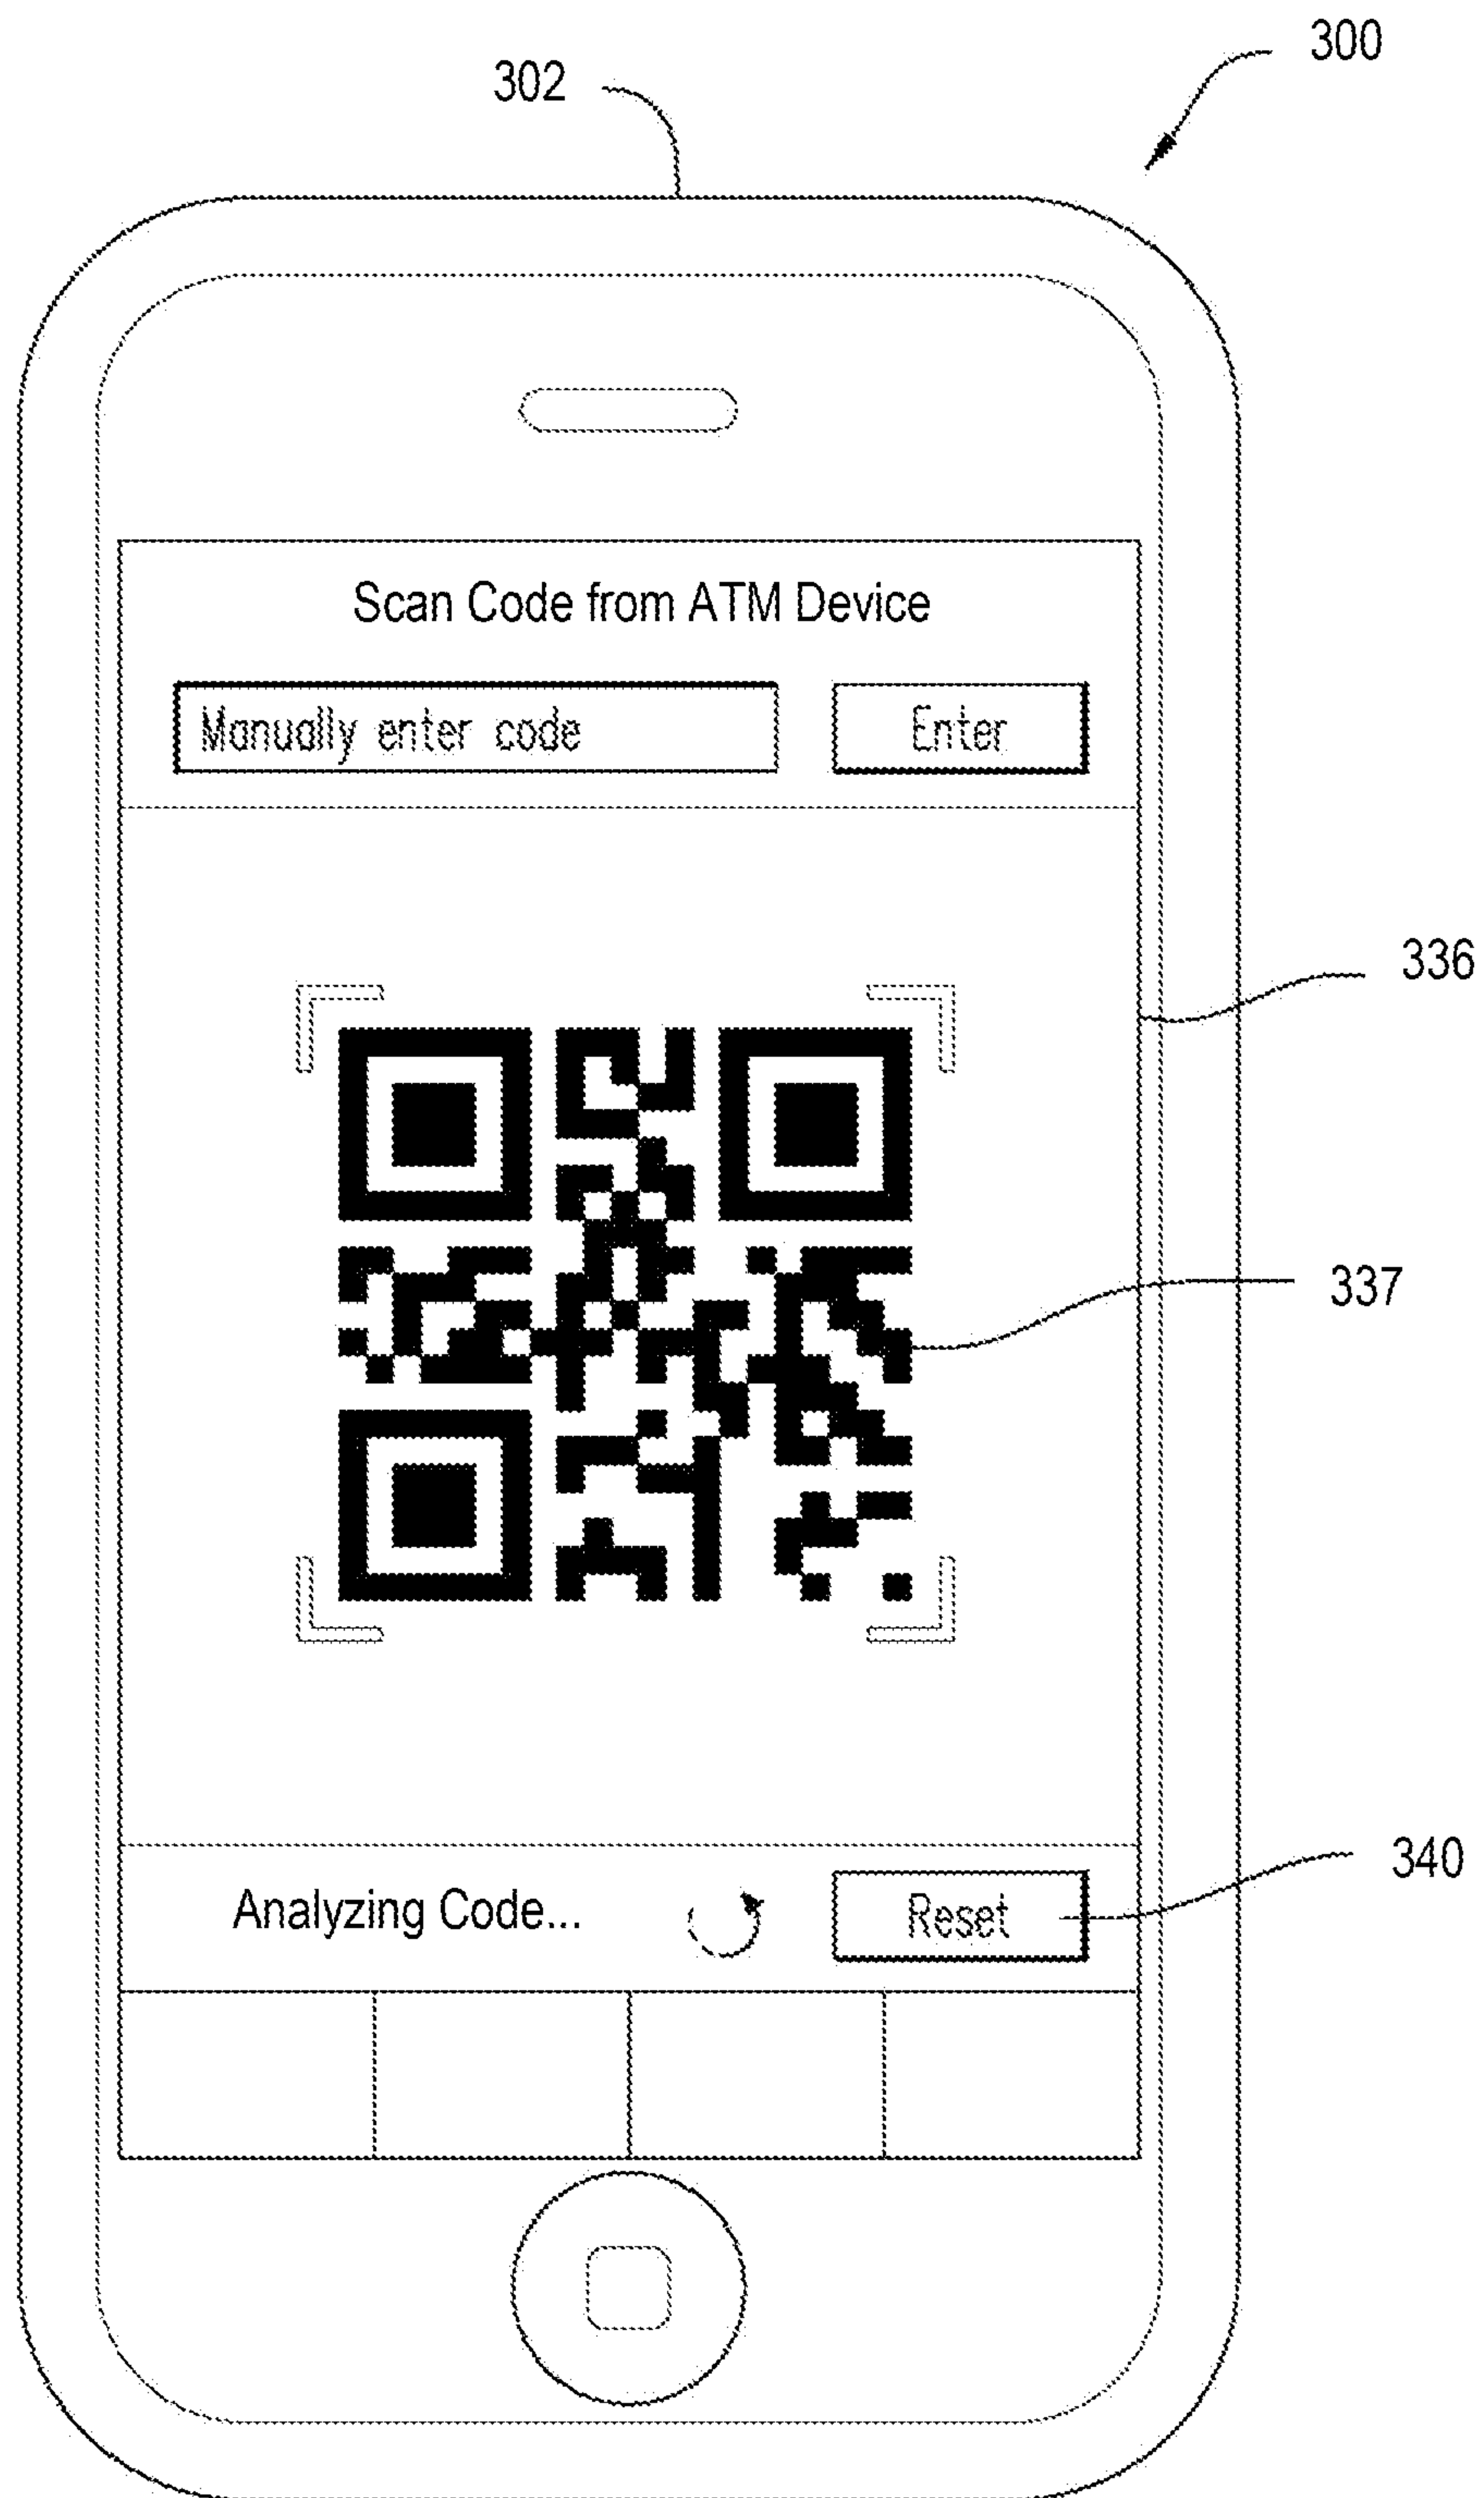 300
302
Scan Code from ATM Device
Manually enter code Enter
336
337
340
Analyzing Code... Reset